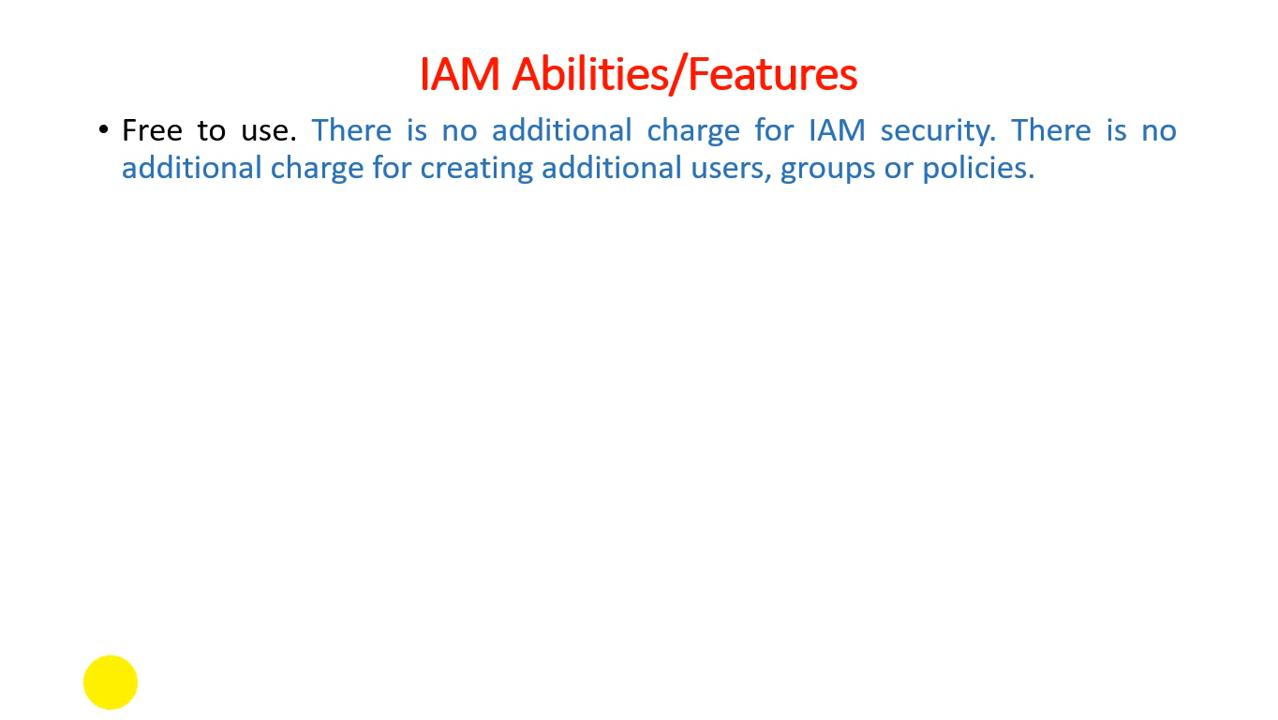 IAM Abilities/Features
• Free to use. There is no additional charge for IAM security. There is no
additional charge for creating additional users, groups or policies.